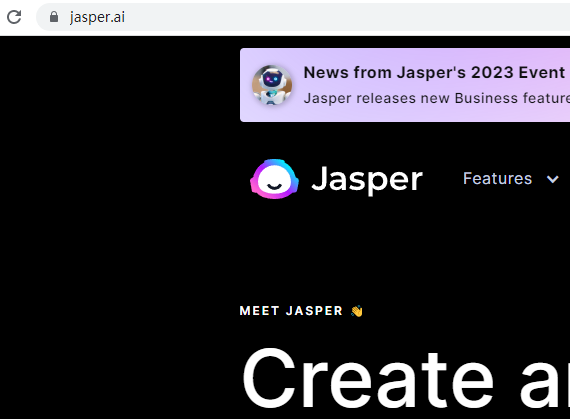 jasper.ai
News from Jasper's 2023 Event
Jasper releases new Business
Jasper
Features
MEET JASPER 👋
Create